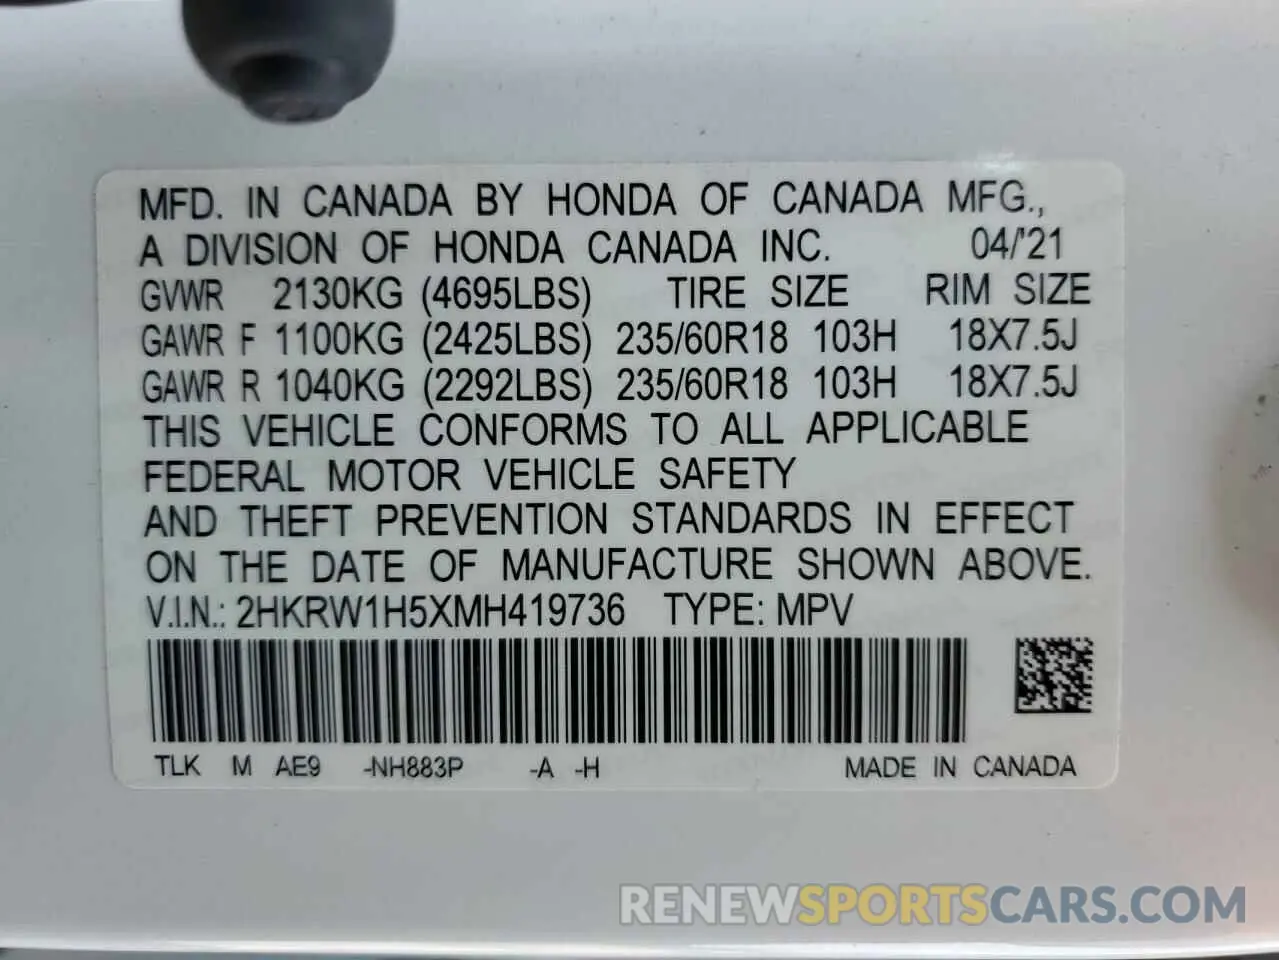 MFD. IN CANADA BY HONDA OF CANADA MFG.,
A DIVISION OF HONDA CANADA INC. 04/'21
GVWR 2130KG (4695LBS) TIRE SIZE RIM SIZE
GAWR F 1100KG (2425LBS) 235/60R18 103H 18X7.5J
GAWR R 1040KG (2292LBS) 235/60R18 103H 18X7.5J
THIS VEHICLE CONFORMS TO ALL APPLICABLE
FEDERAL MOTOR VEHICLE SAFETY
AND THEFT PREVENTION STANDARDS IN EFFECT
ON THE DATE OF MANUFACTURE SHOWN ABOVE.
V.I.N.: 2HKRW1H5XMH419736 TYPE: MPV
TLK M AE9 -NH883P -A -H MADE IN CANADA
RENEWSPORTSCARS.COM